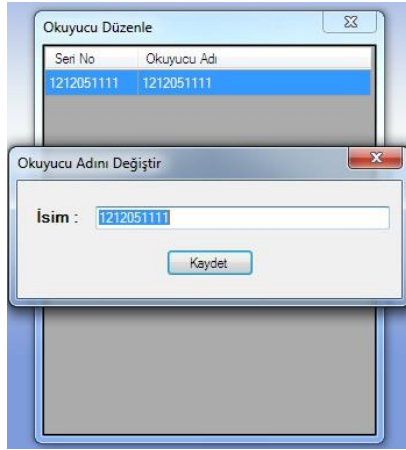 Okuyucu Düzenle
Seri No Okuyucu Adı
1212051111 1212051111
Okuyucu Adını Değiştir
İsim : 1212051111
Kaydet